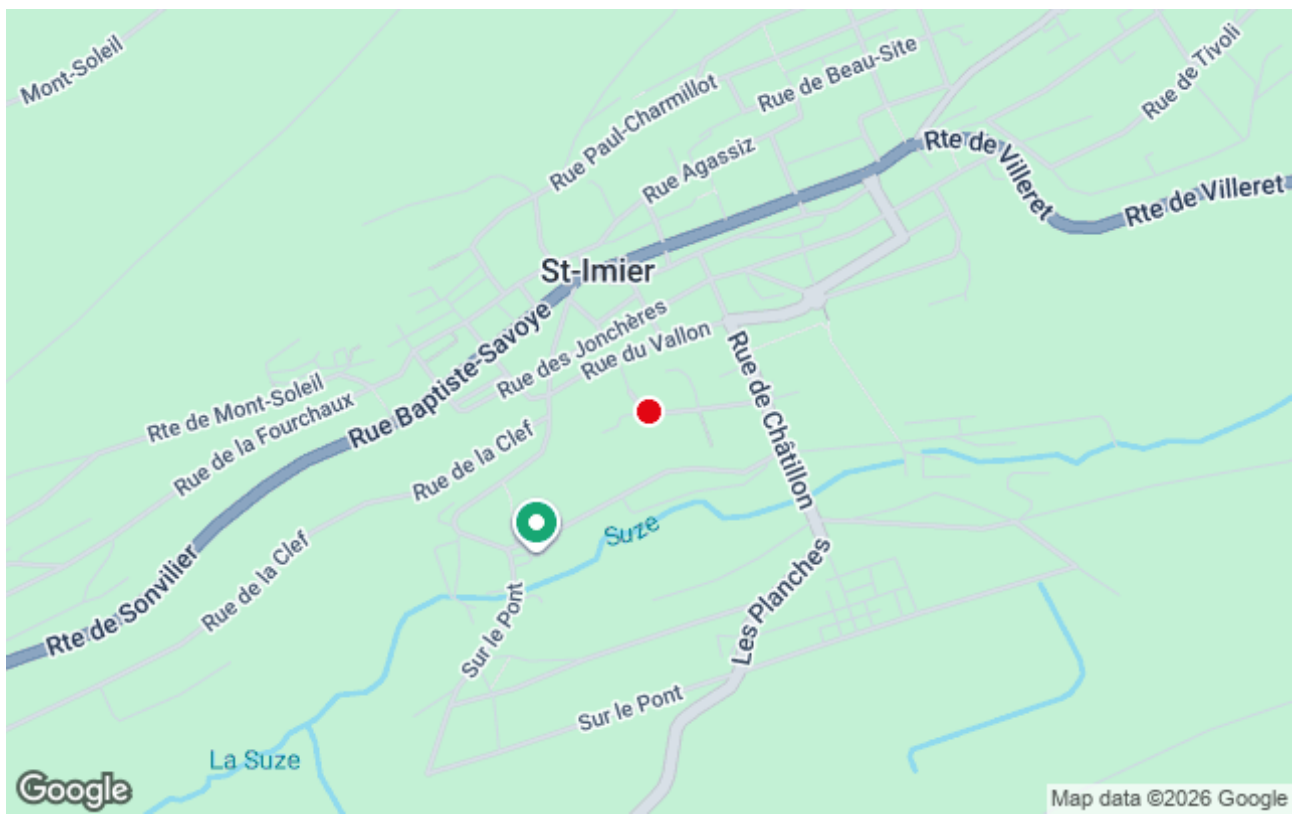 Mont-Soleil
Rue Paul-Charmillot
Rue de Beau-Site
Rue de Tivoli
Rue Agassiz
Rte de Villeret
Rte de Villeret
St-Imier
Rue Baptiste-Savoye
Rue des Jonchères
Rue du Vallon
Rue de Châtillon
Rte de Mont-Soleil
Rue de la Fourchaux
Rue de la Clef
Suze
Rte de Sonvilier
Rue de la Clef
Sur le Pont
Les Planches
Sur le Pont
La Suze
Google
Map data ©2026 Google